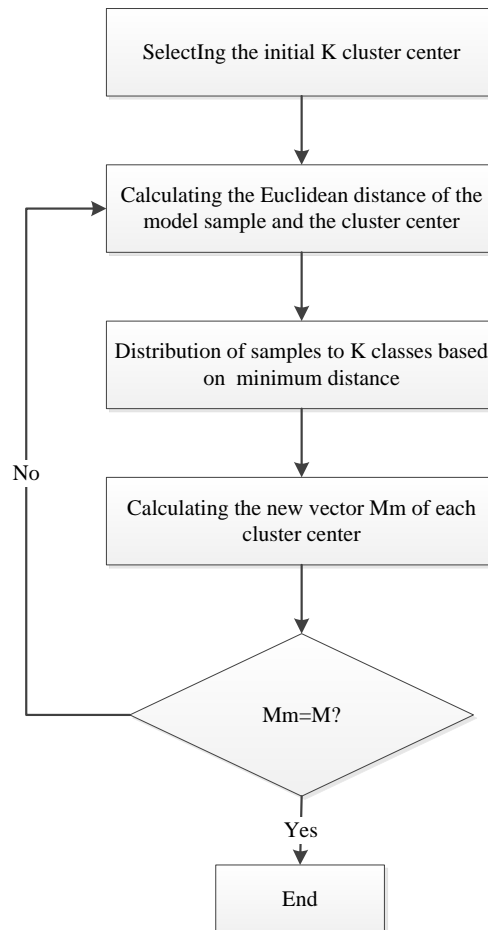 SelectIng the initial K cluster center
Calculating the Euclidean distance of the
model sample and the cluster center
Distribution of samples to K classes based
on minimum distance
No
Calculating the new vector Mm of each
cluster center
Mm=M?
Yes
End